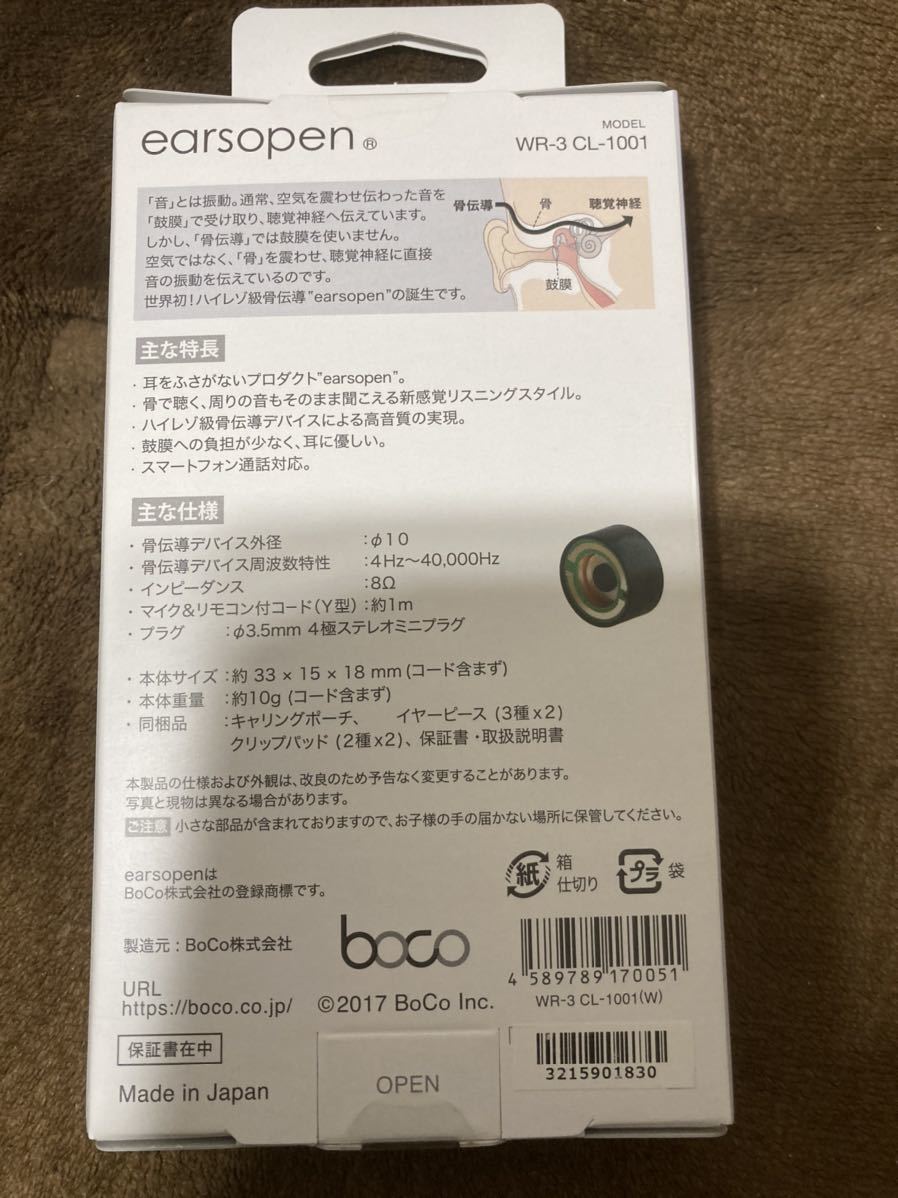 earsopen®
MODEL
WR-3 CL-1001
「音」とは振動。通常、空気を震わせ伝わった音を
「鼓膜」で受け取り、聴覚神経へ伝えています。
しかし、「骨伝導」では鼓膜を使いません。
空気ではなく、「骨」を震わせ、聴覚神経に直接
音の振動を伝えているのです。
世界初!ハイレゾ級骨伝導"earsopen"の誕生です。
骨伝導
骨
聴覚神経
鼓膜
主な特長
・耳をふさがないプロダクト"earsopen"。
・骨で聴く、周りの音もそのまま聞こえる新感覚リスニングスタイル。
・ハイレゾ級骨伝導デバイスによる高音質の実現。
・鼓膜への負担が少なく、耳に優しい。
・スマートフォン通話対応。
主な仕様
・骨伝導デバイス外径 :φ10
・骨伝導デバイス周波数特性 :4Hz〜40,000Hz
・インピーダンス :8Ω
・マイク&リモコン付コード(Y型) :約1m
・プラグ :φ3.5mm 4極ステレオミニプラグ
・本体サイズ :約 33 × 15 × 18 mm (コード含まず)
・本体重量 :約10g (コード含まず)
・同梱品 :キャリングポーチ、 イヤーピース (3種x2)
クリップパッド (2種x2)、保証書・取扱説明書
本製品の仕様および外観は、改良のため予告なく変更することがあります。
写真と現物は異なる場合があります。
ご注意 小さな部品が含まれておりますので、お子様の手の届かない場所に保管してください。
earsopenは
BoCo株式会社の登録商標です。
紙 箱
仕切り
プラ 袋
製造元:BoCo株式会社
boco
4 589789 170051
WR-3 CL-1001(W)
URL
https://boco.co.jp/
©2017 BoCo Inc.
保証書在中
Made in Japan
OPEN
3215901830